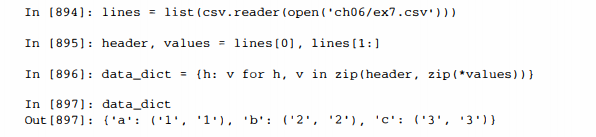 In [894]: lines = list(csv.reader(open('ch06/ex7.csv')))
In [895]: header, values = lines[0], lines[1:]
In [896]: data_dict = {h: v for h, v in zip(header, zip(*values))}
In [897]: data_dict
Out[897]: {'a': ('1', '1'), 'b': ('2', '2'), 'c': ('3', '3')}